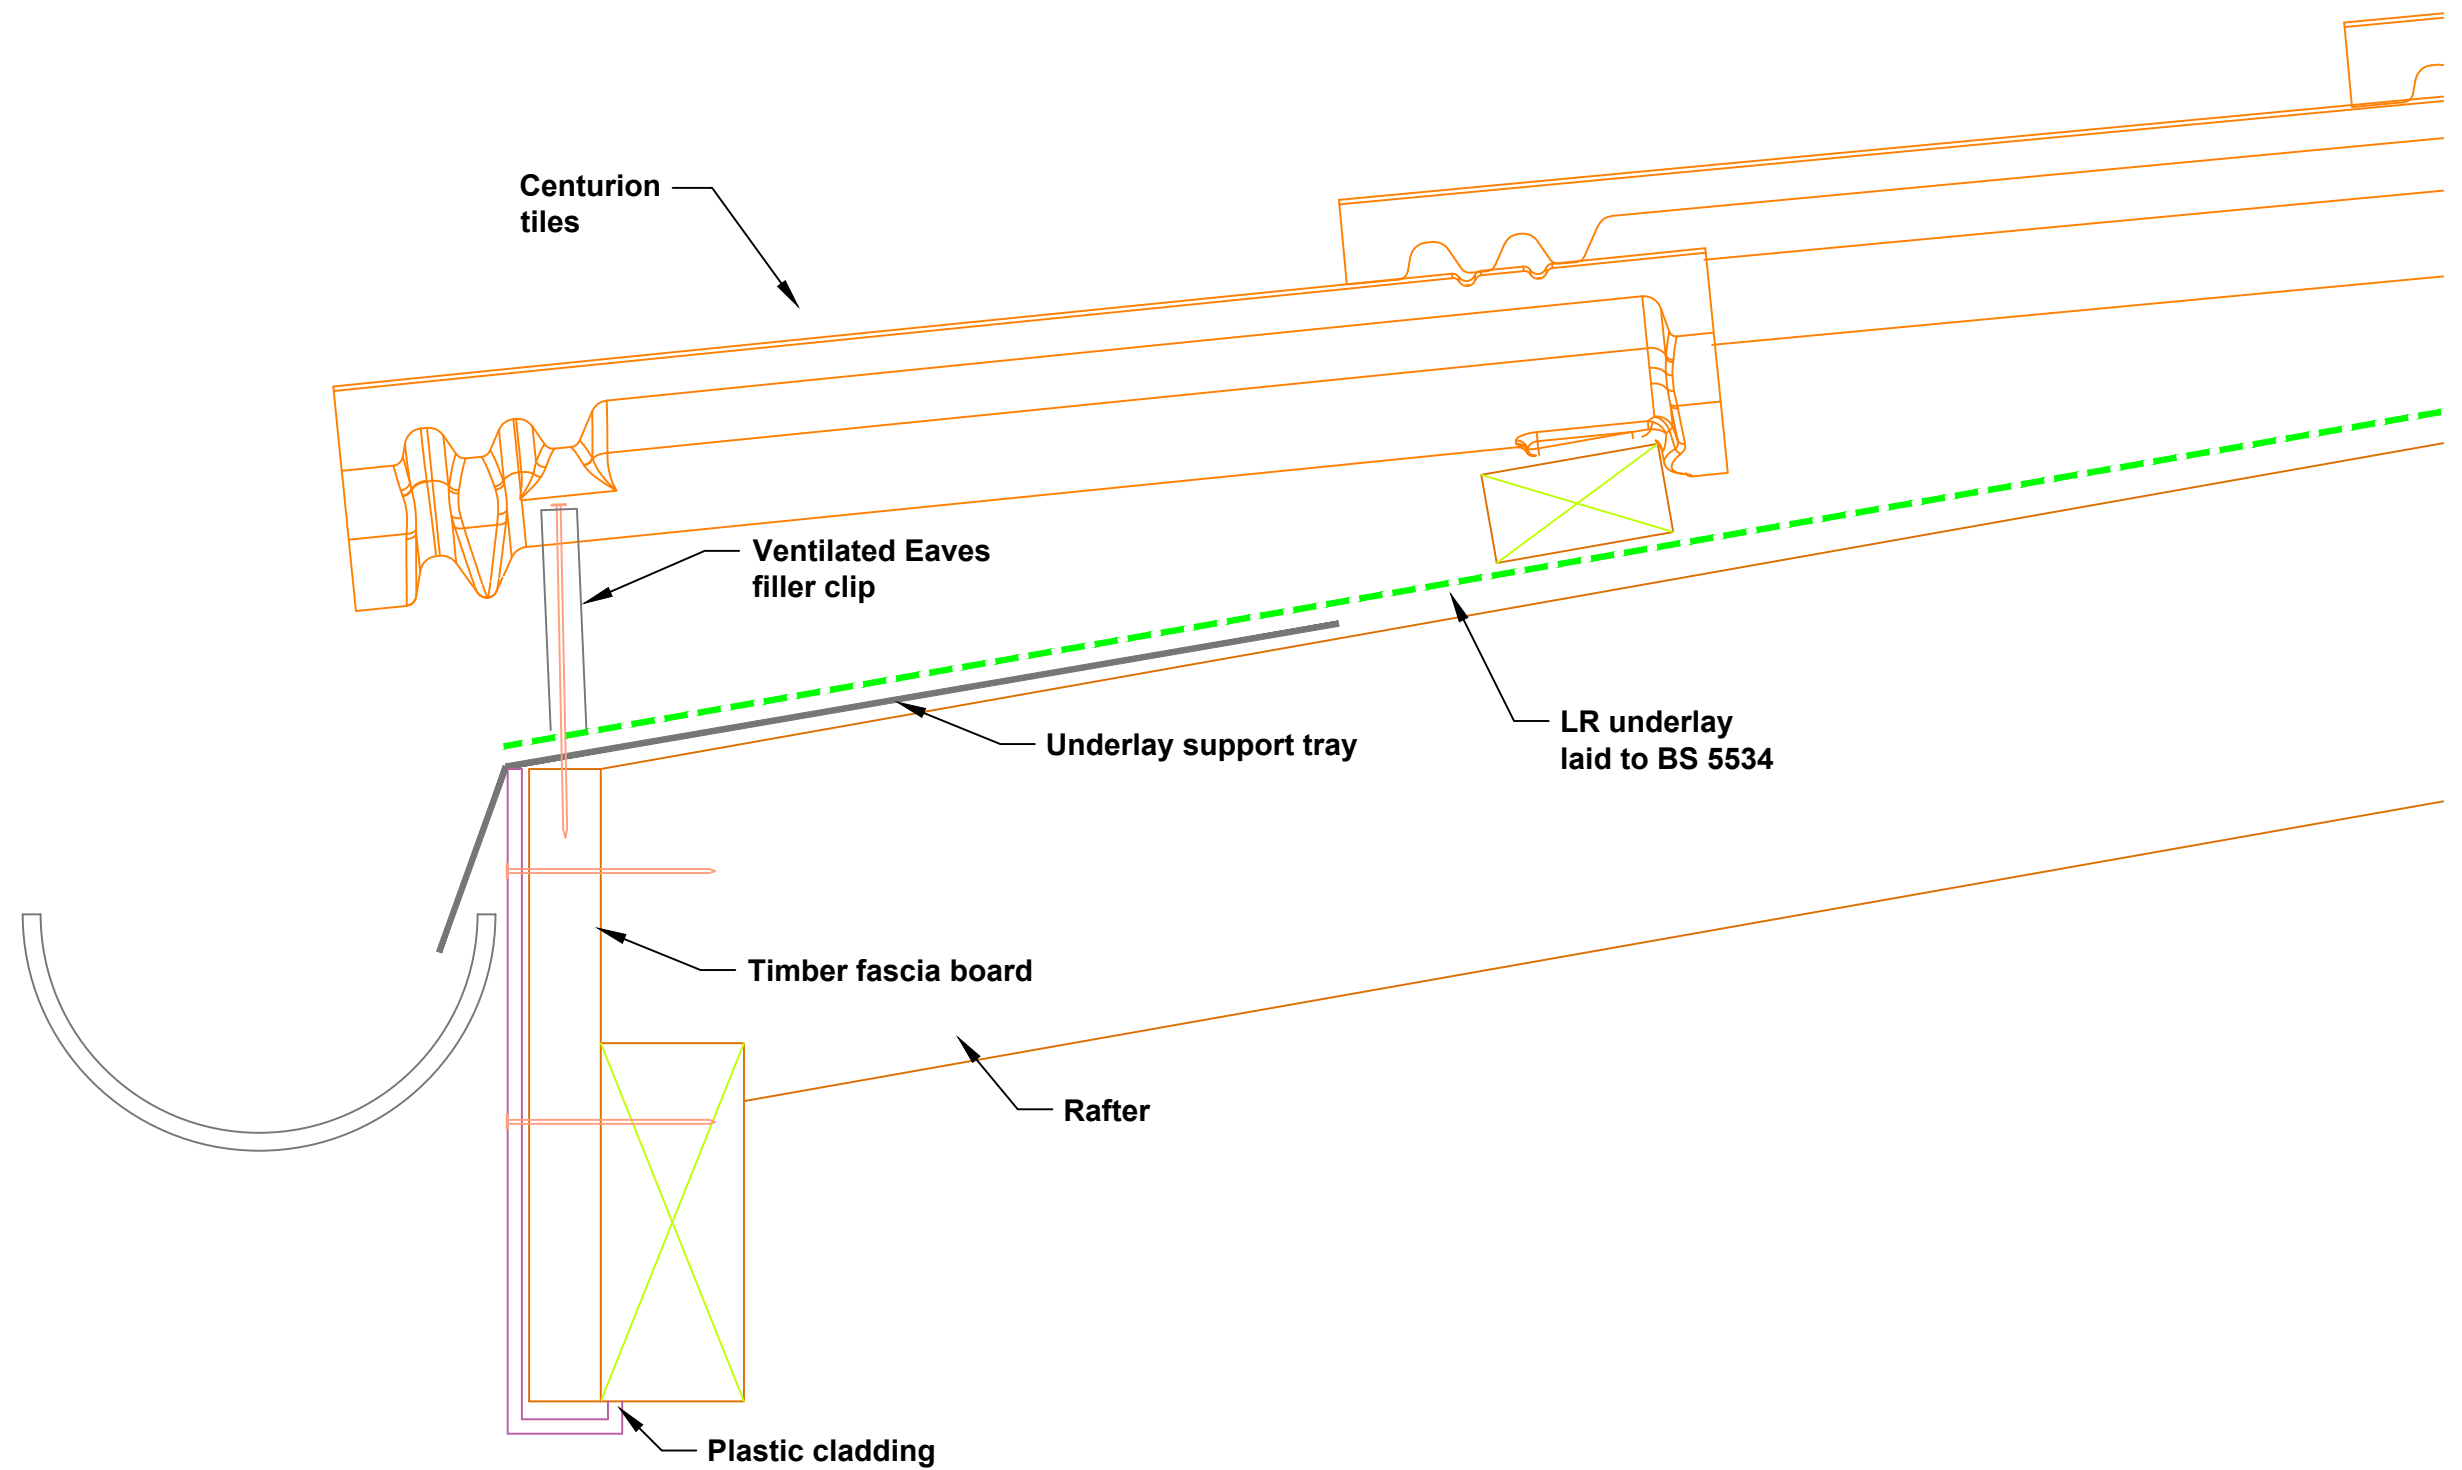 Centurion
tiles
Ventilated Eaves
filler clip
Underlay support tray
LR underlay
laid to BS 5534
Timber fascia board
Rafter
Plastic cladding